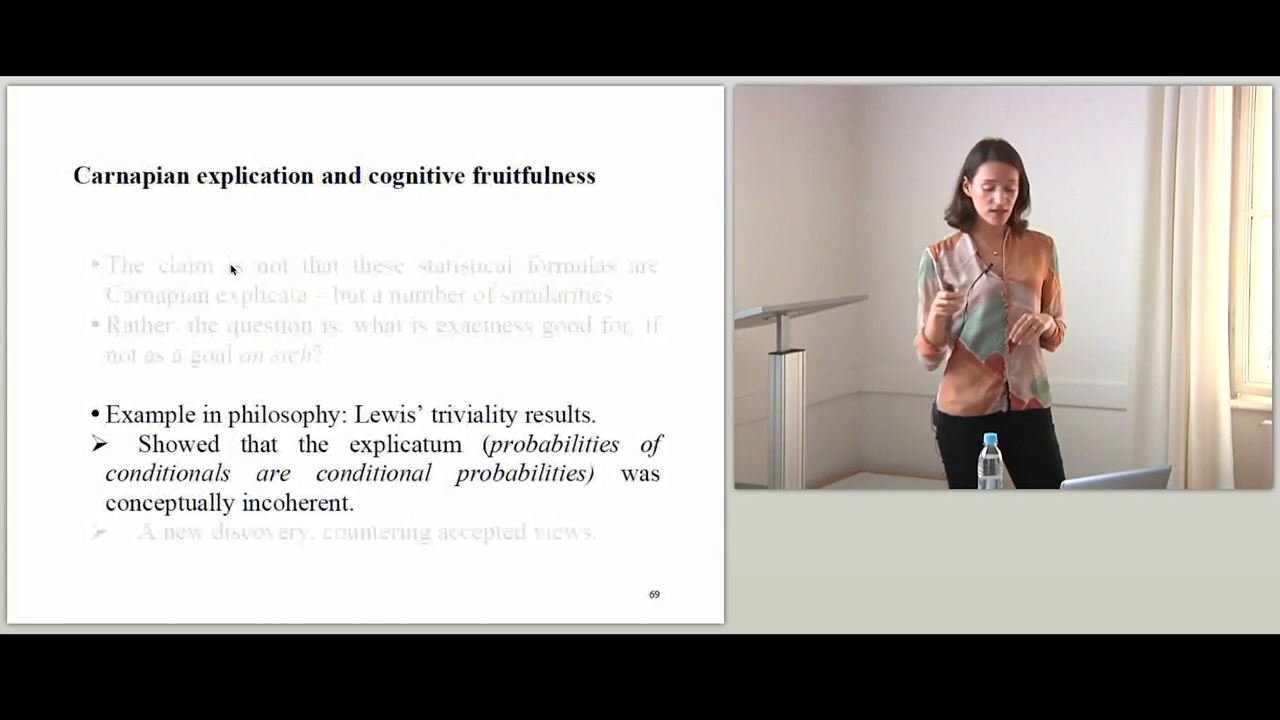 Carnapian explication and cognitive fruitfulness
▪ The claim is not that these statistical formulas are
Carnapian explicata – but a number of similarities
▪ Rather, the question is: what is exactness good for, if
not as a goal an sich?
• Example in philosophy: Lewis’ triviality results.
➢ Showed that the explicatum (probabilities of
conditionals are conditional probabilities) was
conceptually incoherent.
➢ A new discovery, countering accepted views.
69